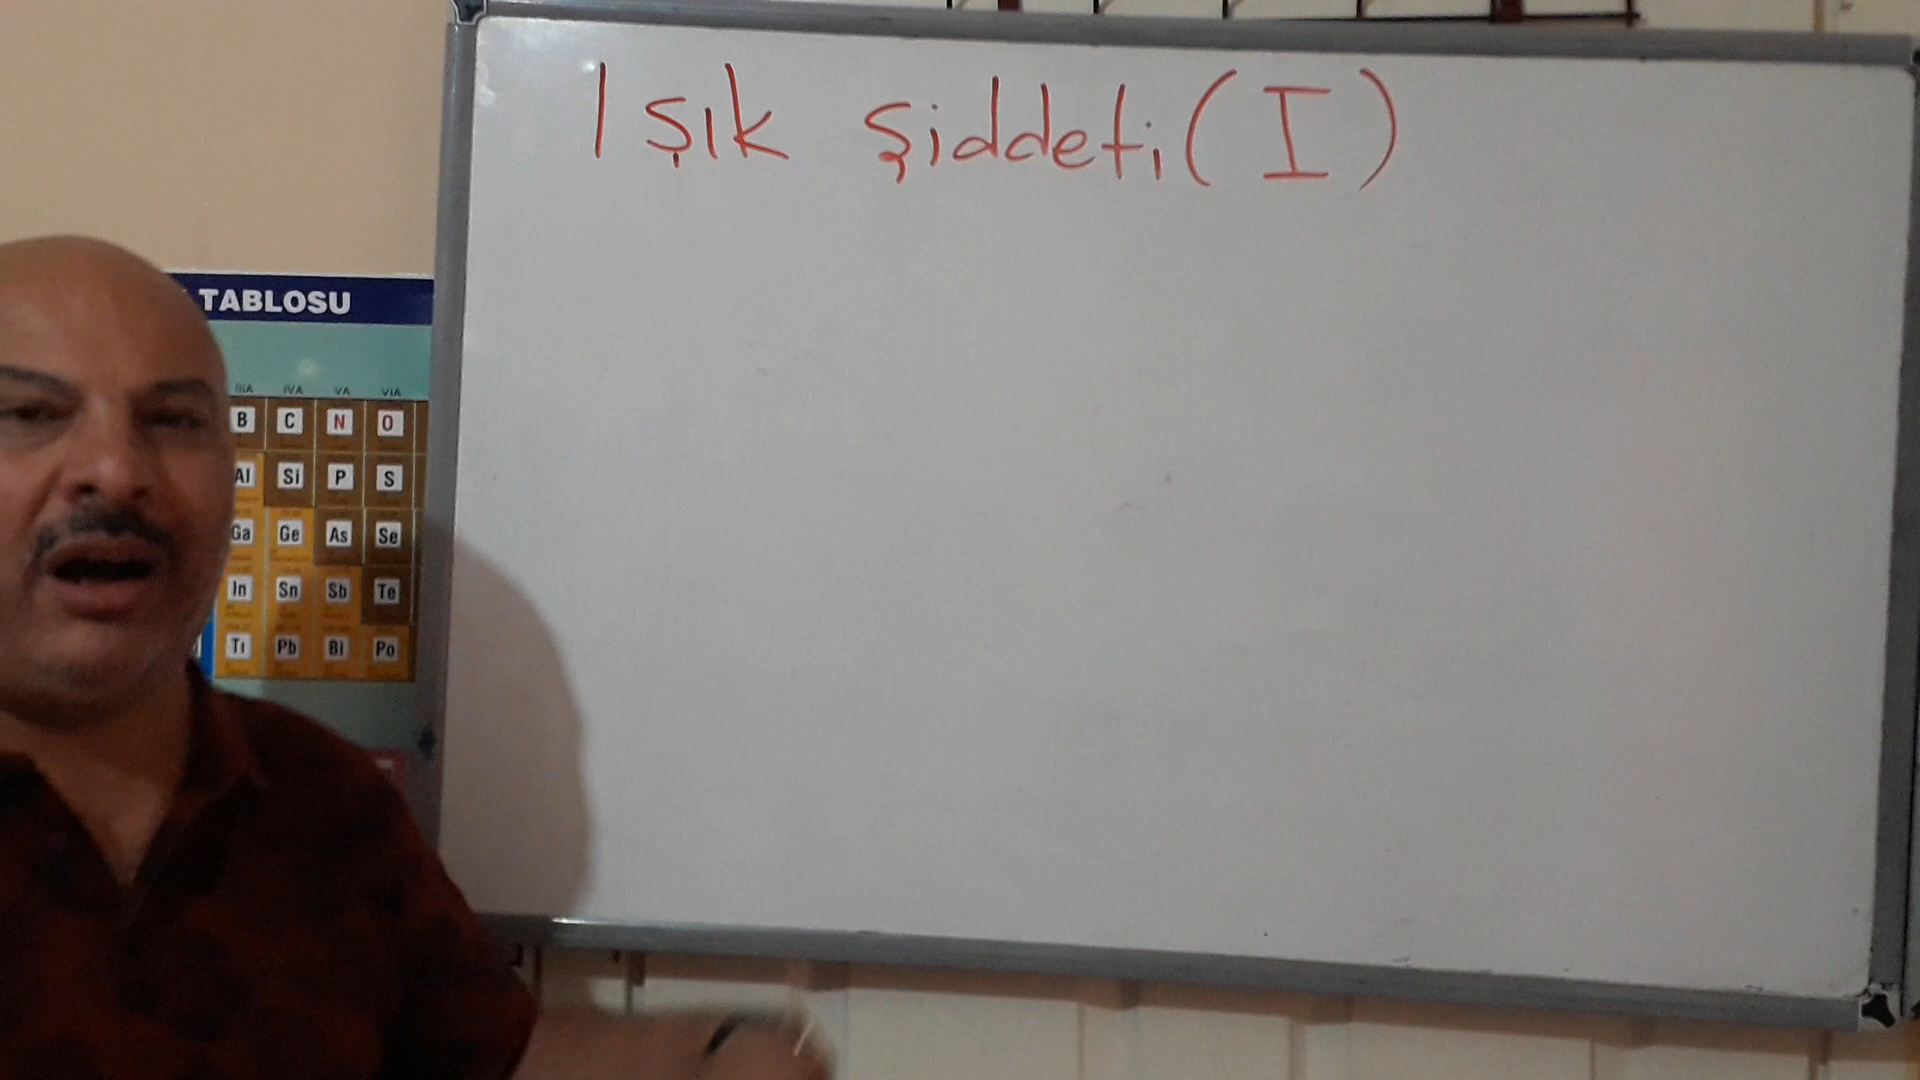 Işık şiddeti (I)
TABLOSU
IIIA IVA VA VIA
B C N O
Al Si P S
Ga Ge As Se
In Sn Sb Te
Tı Pb Bi Po